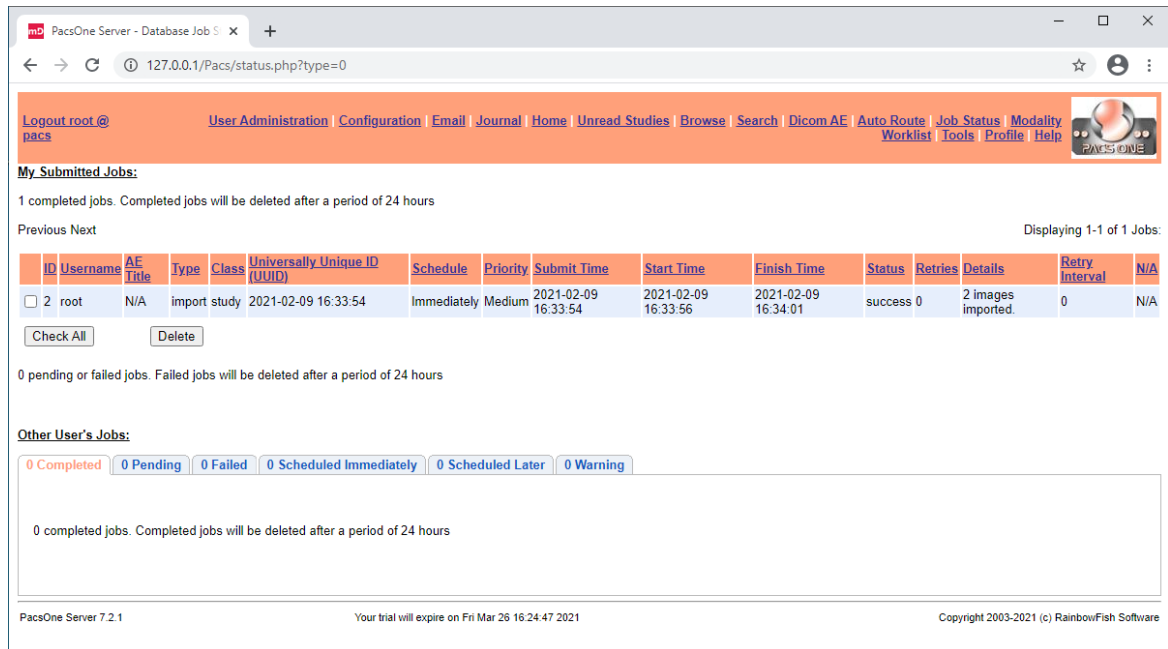 mD PacsOne Server - Database Job S
127.0.0.1/Pacs/status.php?type=0
Logout root @ pacs
User Administration | Configuration | Email | Journal | Home | Unread Studies | Browse | Search | Dicom AE | Auto Route | Job Status | Modality
Worklist | Tools | Profile | Help
PACS ONE
My Submitted Jobs:
1 completed jobs. Completed jobs will be deleted after a period of 24 hours
Previous Next Displaying 1-1 of 1 Jobs:
ID Username AE Title Type Class Universally Unique ID (UUID) Schedule Priority Submit Time Start Time Finish Time Status Retries Details Retry Interval N/A
2 root N/A import study 2021-02-09 16:33:54 Immediately Medium 2021-02-09 16:33:54 2021-02-09 16:33:56 2021-02-09 16:34:01 success 0 2 images imported. 0 N/A
Check All Delete
0 pending or failed jobs. Failed jobs will be deleted after a period of 24 hours
Other User's Jobs:
0 Completed 0 Pending 0 Failed 0 Scheduled Immediately 0 Scheduled Later 0 Warning
0 completed jobs. Completed jobs will be deleted after a period of 24 hours
PacsOne Server 7.2.1 Your trial will expire on Fri Mar 26 16:24:47 2021 Copyright 2003-2021 (c) RainbowFish Software